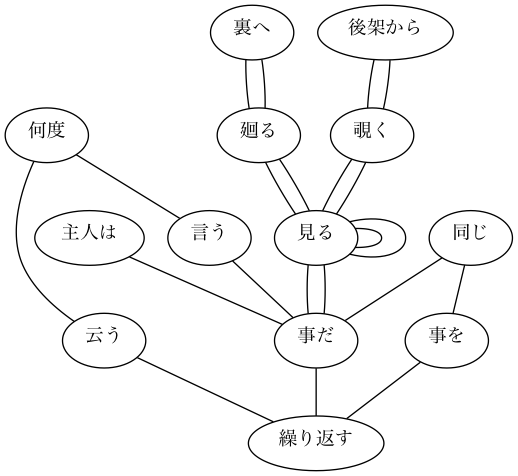 裏へ
後架から
何度
廻る
覗く
主人は
言う
見る
同じ
云う
事だ
事を
繰り返す